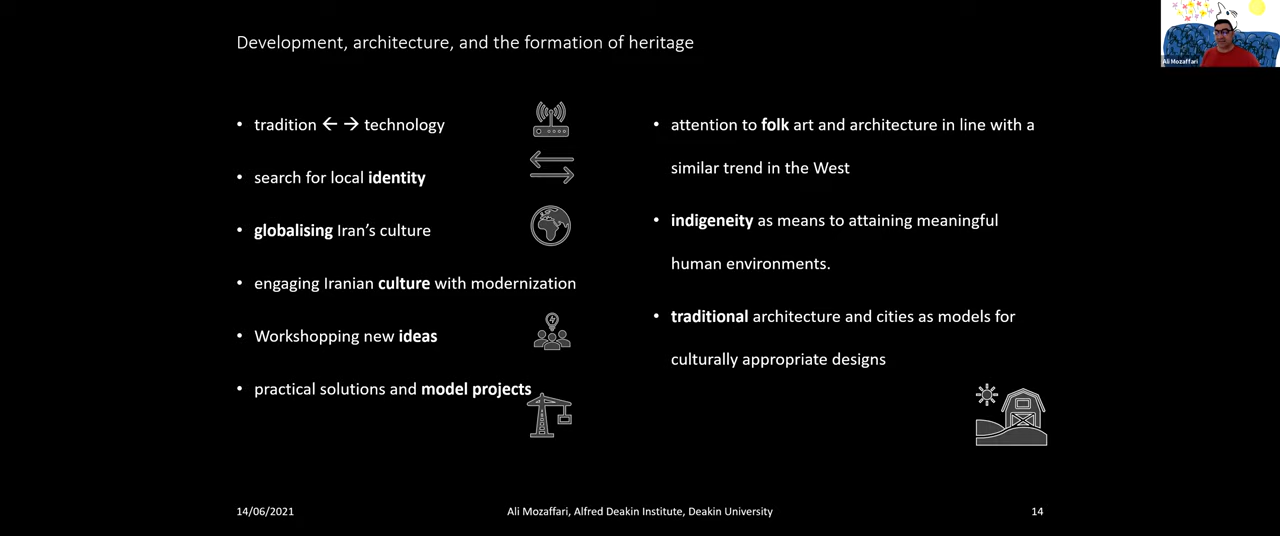 Development, architecture, and the formation of heritage
Ali Mozaffari
• tradition ← → technology
• search for local identity
• globalising Iran's culture
• engaging Iranian culture with modernization
• Workshopping new ideas
• practical solutions and model projects
• attention to folk art and architecture in line with a
similar trend in the West
• indigeneity as means to attaining meaningful
human environments.
• traditional architecture and cities as models for
culturally appropriate designs
14/06/2021
Ali Mozaffari, Alfred Deakin Institute, Deakin University
14